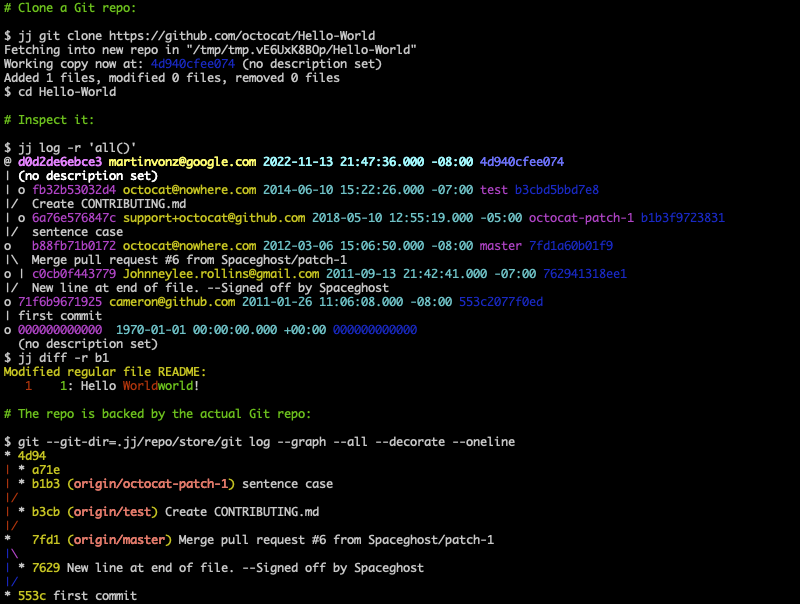 # Clone a Git repo:
$ jj git clone https://github.com/octocat/Hello-World
Fetching into new repo in "/tmp/tmp.vE6UxK8BOp/Hello-World"
Working copy now at: 4d940cfee074 (no description set)
Added 1 files, modified 0 files, removed 0 files
$ cd Hello-World
# Inspect it:
$ jj log -r 'all()'
@ d0d2de6ebce3 martinvonz@google.com 2022-11-13 21:47:36.000 -08:00 4d940cfee074
| (no description set)
| o fb32b53032d4 octocat@nowhere.com 2014-06-10 15:22:26.000 -07:00 test b3cbd5bbd7e8
|/  Create CONTRIBUTING.md
| o 6a76e576847c support+octocat@github.com 2018-05-10 12:55:19.000 -05:00 octocat-patch-1 b1b3f9723831
|/  sentence case
o   b88fb71b0172 octocat@nowhere.com 2012-03-06 15:06:50.000 -08:00 master 7fd1a60b01f9
|\  Merge pull request #6 from Spaceghost/patch-1
o | c0cb0f443779 Johnneylee.rollins@gmail.com 2011-09-13 21:42:41.000 -07:00 762941318ee1
|/  New line at end of file. --Signed off by Spaceghost
o 71f6b9671925 cameron@github.com 2011-01-26 11:06:08.000 -08:00 553c2077f0ed
| first commit
o 000000000000  1970-01-01 00:00:00.000 +00:00 000000000000
  (no description set)
$ jj diff -r b1
Modified regular file README:
   1    1: Hello Worldworld!
# The repo is backed by the actual Git repo:
$ git --git-dir=.jj/repo/store/git log --graph --all --decorate --oneline
* 4d94
| * a71e
| * b1b3 (origin/octocat-patch-1) sentence case
|/
| * b3cb (origin/test) Create CONTRIBUTING.md
|/
*   7fd1 (origin/master) Merge pull request #6 from Spaceghost/patch-1
|\
| * 7629 New line at end of file. --Signed off by Spaceghost
|/
* 553c first commit